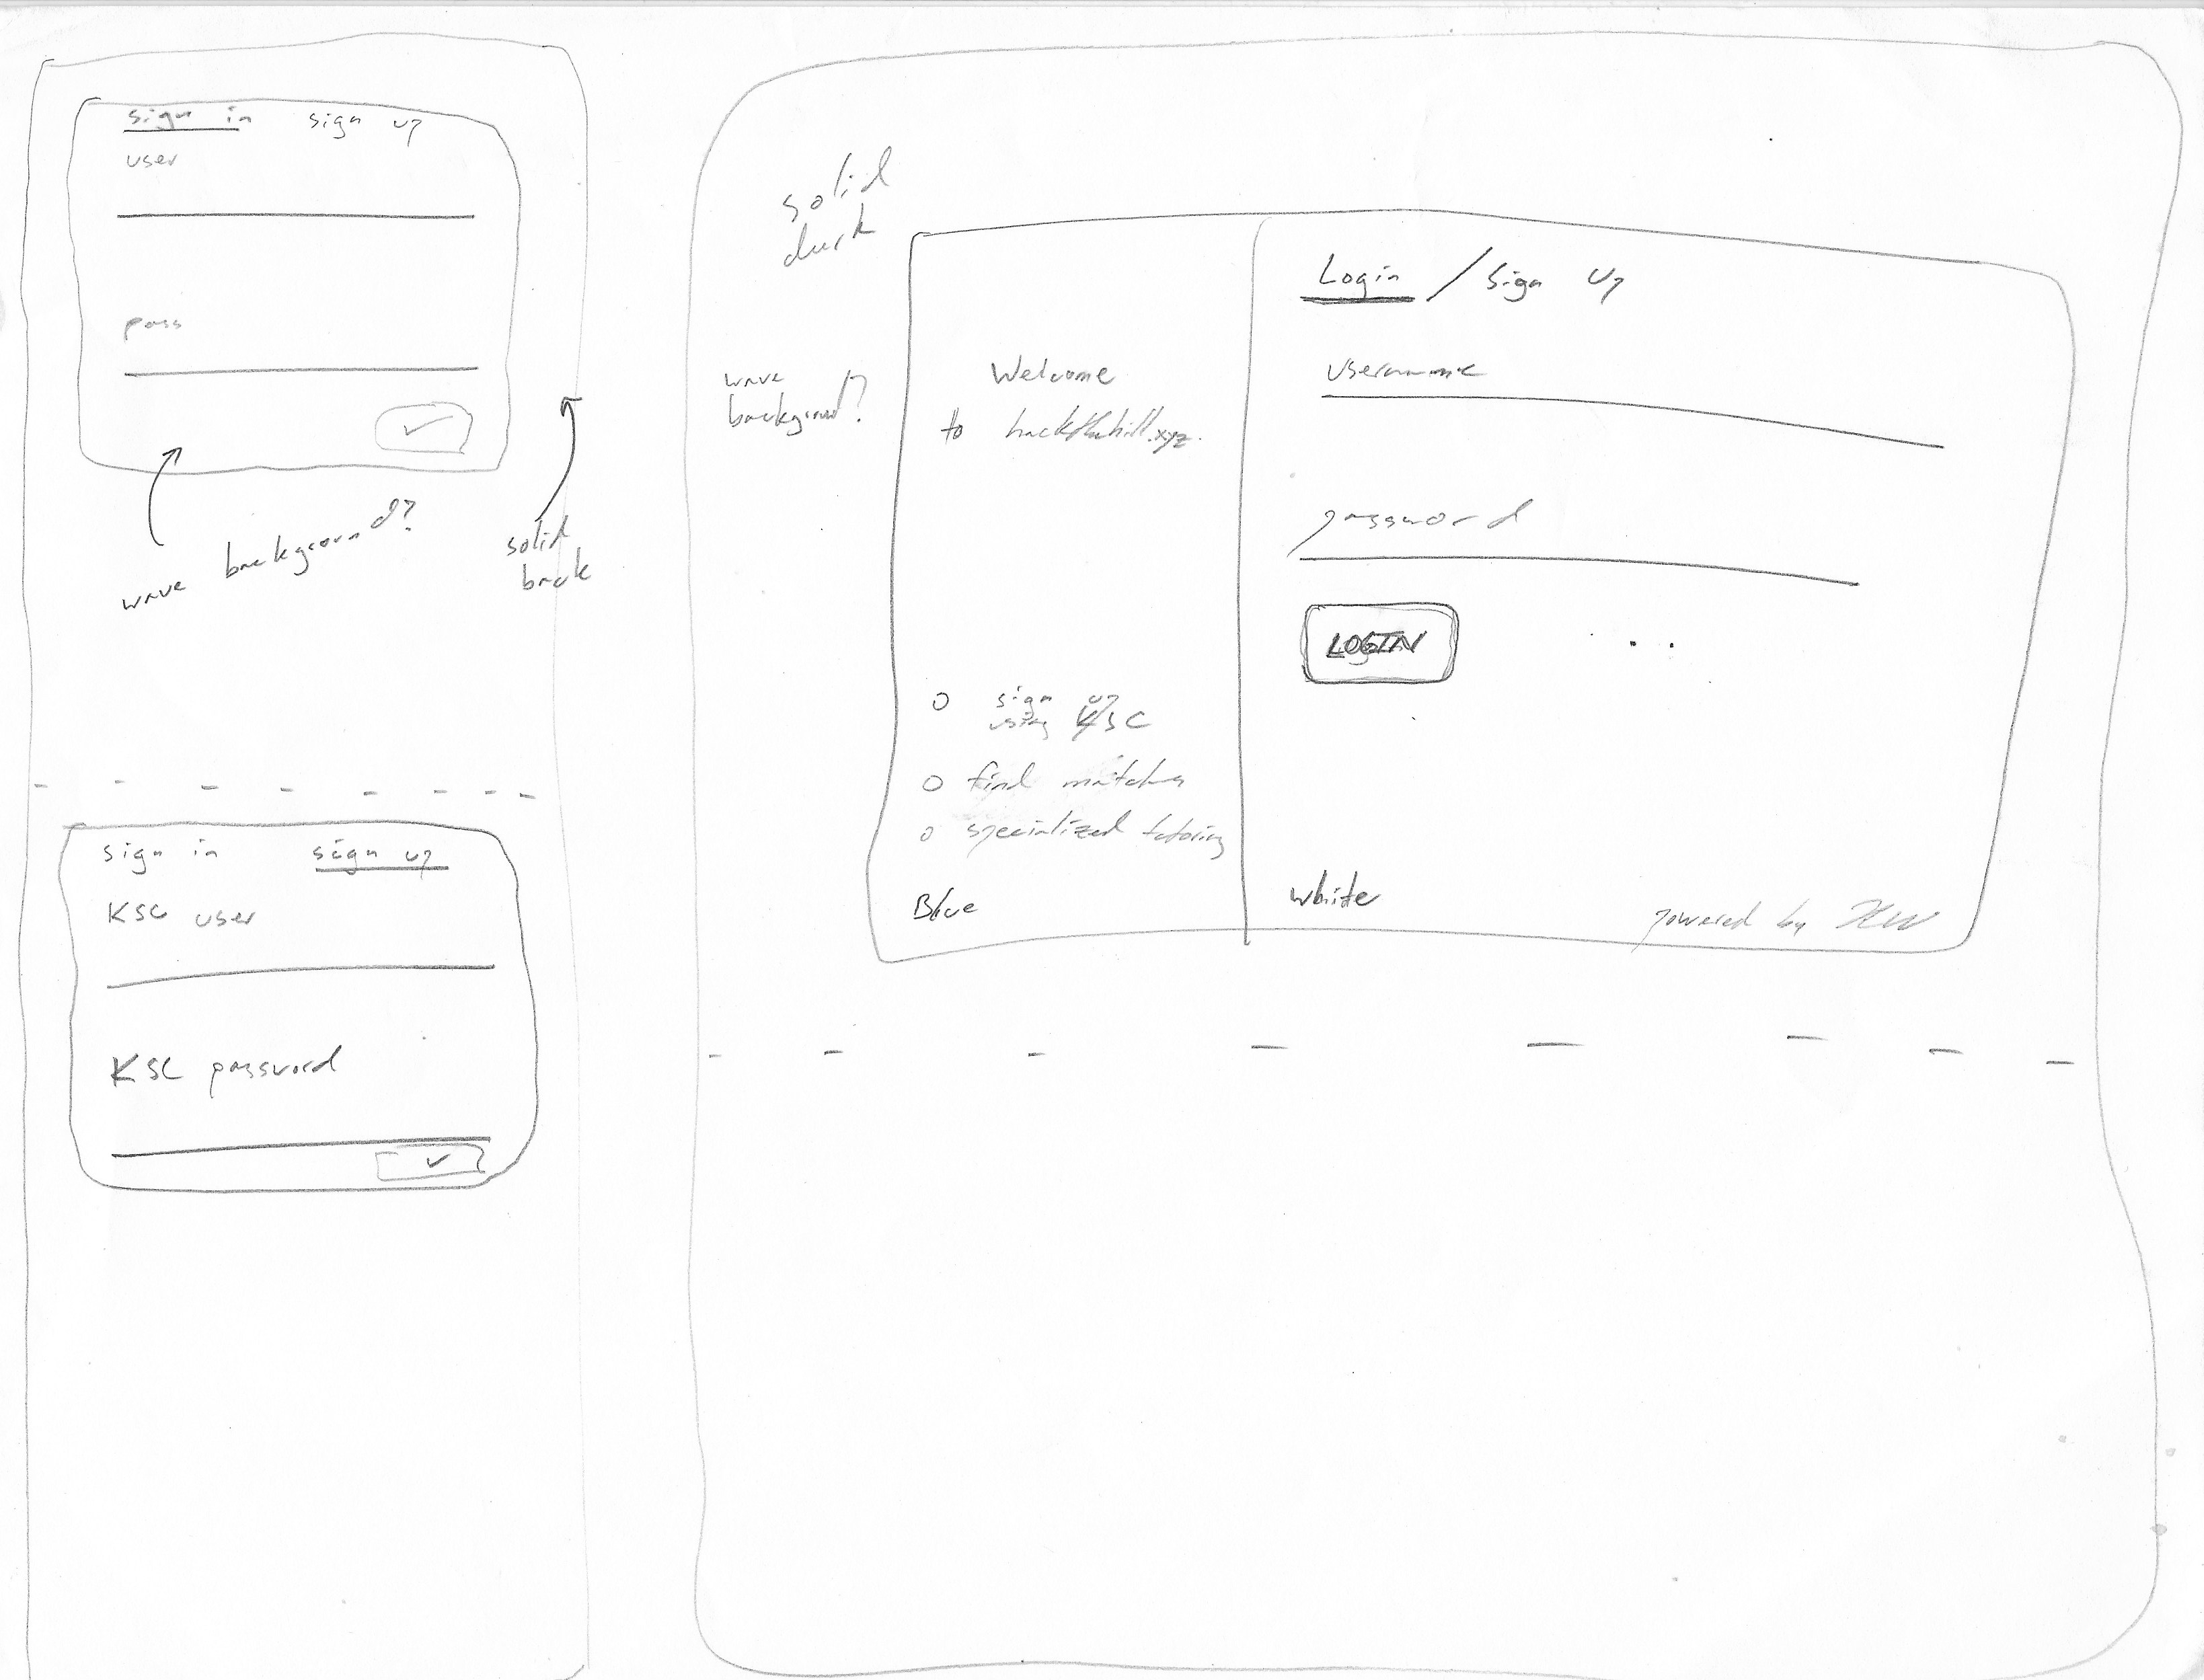 sign in sign up
user
pass
wave background?
solid
back
sign in sign up
KSC user
KSC password
solid
dark
wave
background?
Welcome
to hackthehill.xyz.
sign up
using KSC
find matches
specialized tutoring
Blue
Login / Sign Up
username
password
LOGIN
white
powered by